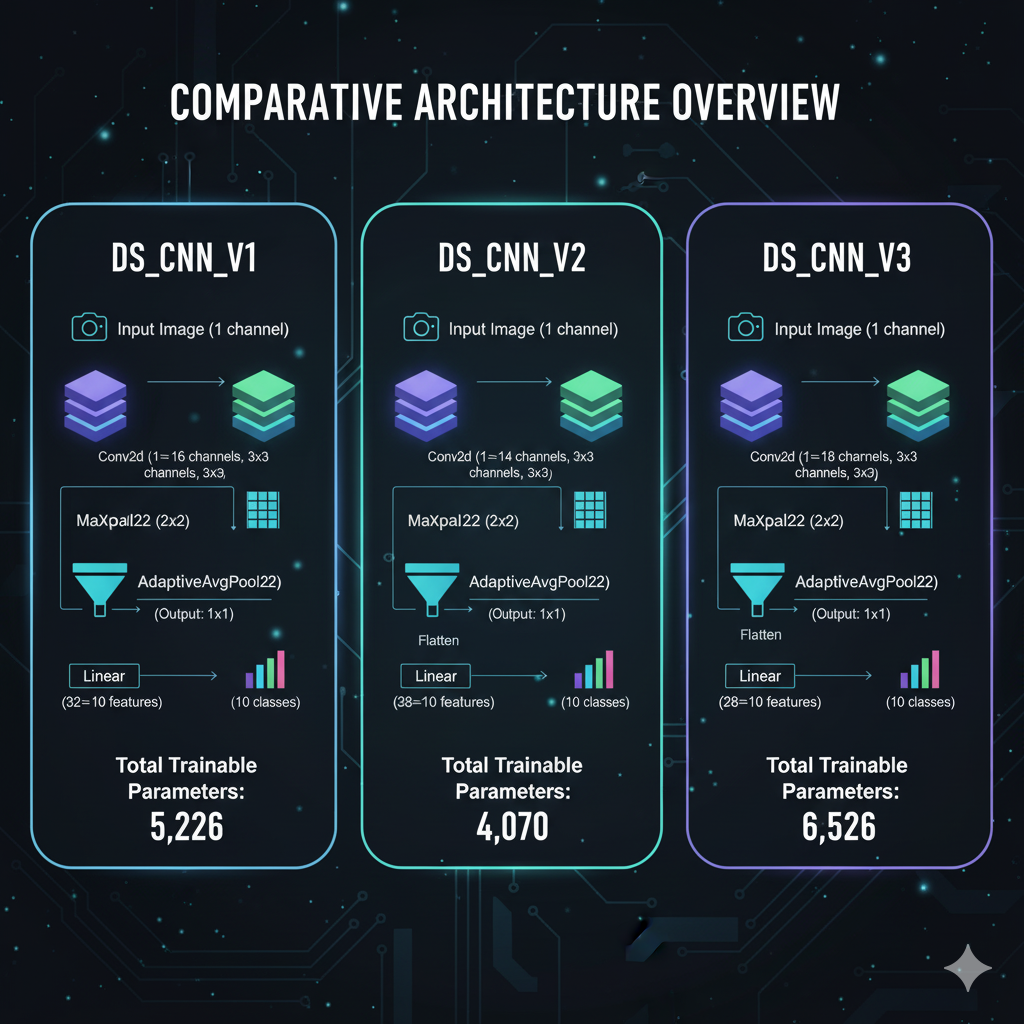 COMPARATIVE ARCHITECTURE OVERVIEW
DS_CNN_V1
Input Image (1 channel)
Conv2d (1=16 channels, 3x3
channels, 3x3)
MaXpall22 (2x2)
AdaptiveAvgPool22)
(Output: 1x1)
Linear
(32=10 features)
(10 classes)
Total Trainable
Parameters:
5,226
DS_CNN_V2
Input Image (1 channel)
Conv2d (1=14 channels, 3x3
channels, 3x3)
MaXpal22 (2x2)
AdaptiveAvgPool22)
(Output: 1x1)
Flatten
Linear
(38=10 features)
(10 classes)
Total Trainable
Parameters:
4,070
DS_CNN_V3
Input Image (1 channel)
Conv2d (1=18 channels, 3x3
channels, 3x3)
MaXpal22 (2x2)
AdaptiveAvgPool22)
(Output: 1x1)
Flatten
Linear
(28=10 features)
(10 classes)
Total Trainable
Parameters:
6,526